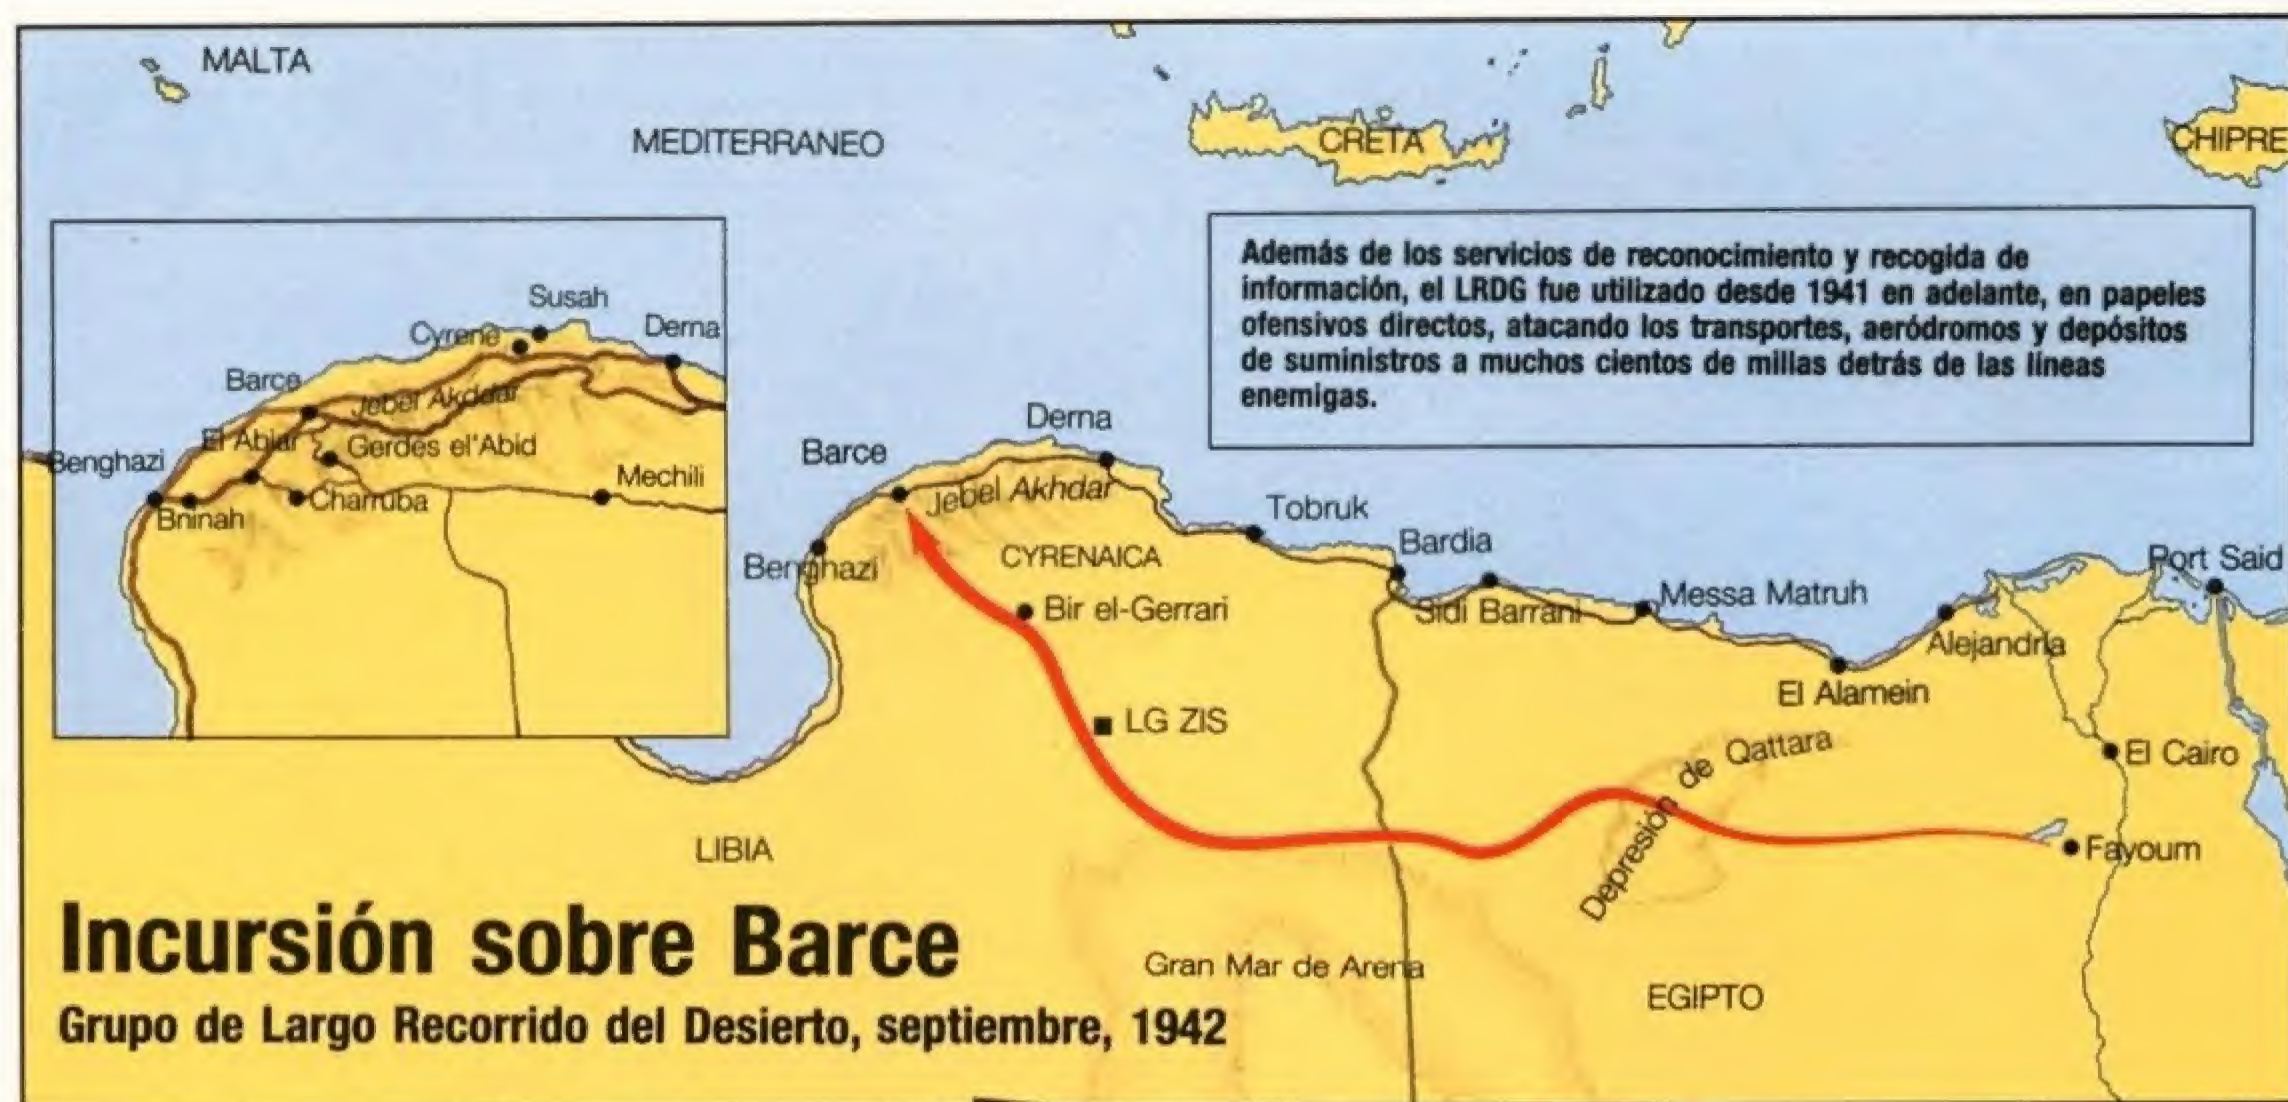 MALTA
MEDITERRANEO
CRETA
CHIPRE
Además de los servicios de reconocimiento y recogida de
información, el LRDG fue utilizado desde 1941 en adelante, en papeles
ofensivos directos, atacando los transportes, aeródromos y depósitos
de suministros a muchos cientos de millas detrás de las líneas
enemigas.
Susah
Cyrene
Derna
Barce
Jebel Akddar
El Abiar
Gerdes el'Abid
Benghazi
Mechili
Charruba
Bninah
Derna
Barce
Jebel Akhdar
Tobruk
Benghazi
CYRENAICA
Bardia
Port Said
Bir el-Gerrari
Sidi Barrani
Messa Matruh
Alejandría
El Alamein
LG ZIS
Depresión de Qattara
El Cairo
LIBIA
Fayoum
Incursión sobre Barce
Gran Mar de Arena
EGIPTO
Grupo de Largo Recorrido del Desierto, septiembre, 1942